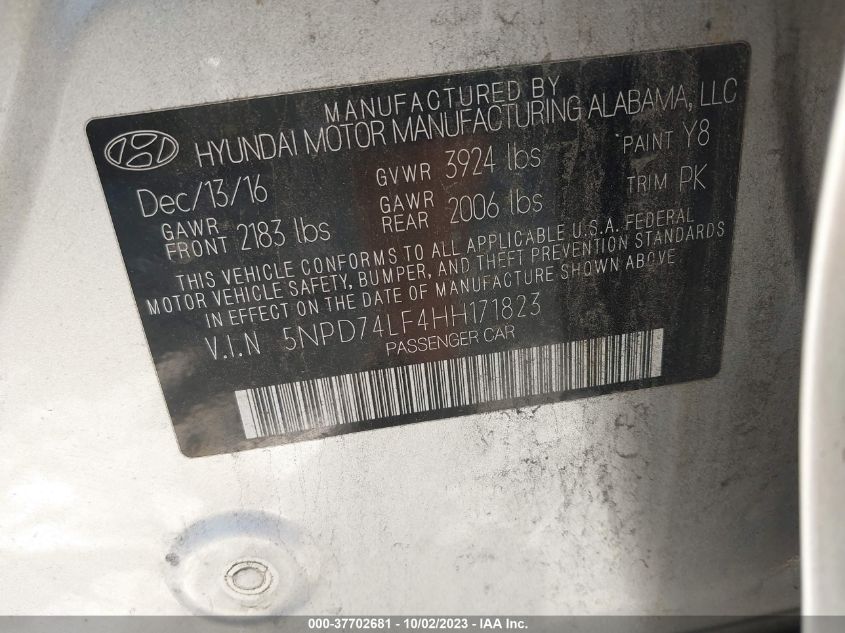 MANUFACTURED BY
HYUNDAI MOTOR MANUFACTURING ALABAMA, LLC
Dec/13/16 GVWR 3924 lbs PAINT Y8
GAWR FRONT 2183 lbs GAWR REAR 2006 lbs TRIM PK
THIS VEHICLE CONFORMS TO ALL APPLICABLE U.S.A. FEDERAL
MOTOR VEHICLE SAFETY, BUMPER, AND THEFT PREVENTION STANDARDS
IN EFFECT ON THE DATE OF MANUFACTURE SHOWN ABOVE
V.I.N 5NPD74LF4HH171823
PASSENGER CAR
000-37702681 - 10/02/2023 - IAA Inc.